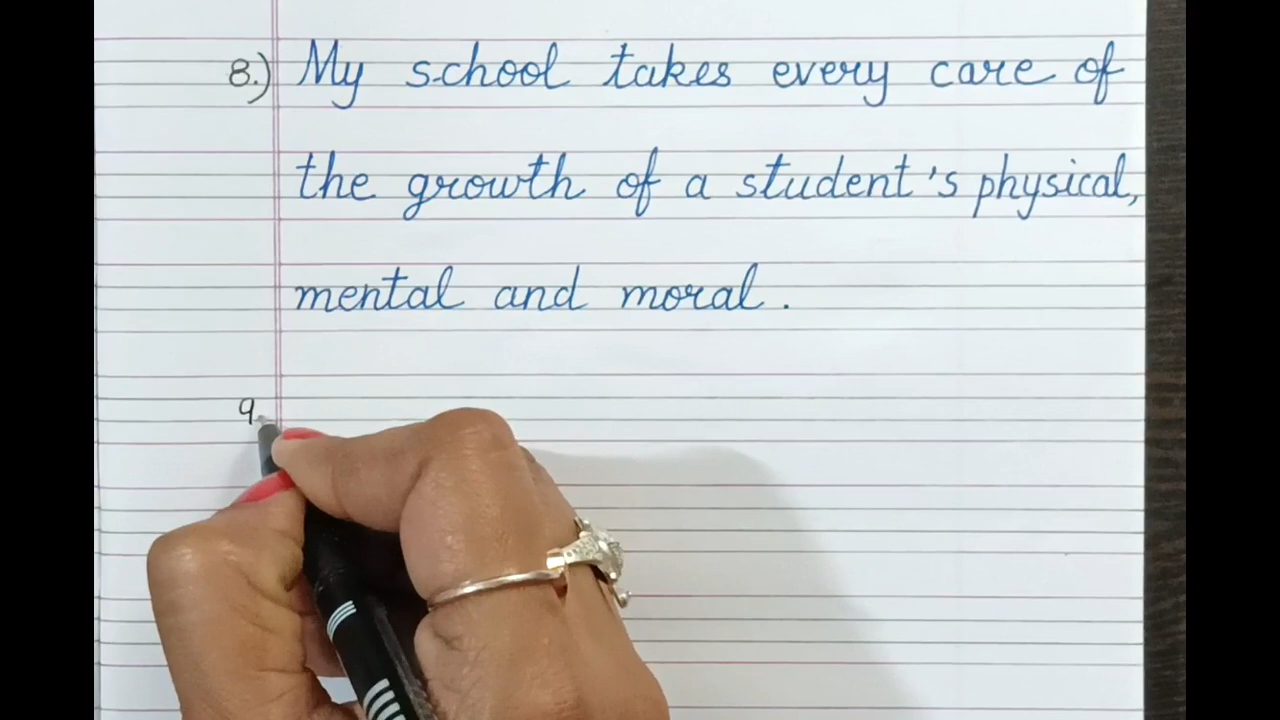 8.) My school takes every care of
the growth of a student's physical,
mental and moral.
9